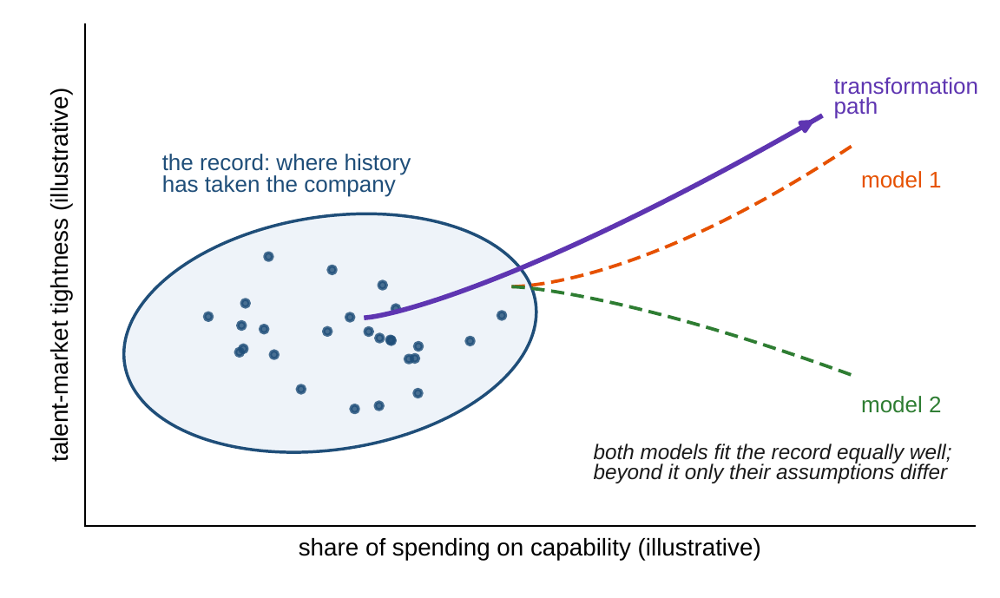 transformation
path
the record: where history
has taken the company
model 1
model 2
both models fit the record equally well;
beyond it only their assumptions differ
talent-market tightness (illustrative)
share of spending on capability (illustrative)